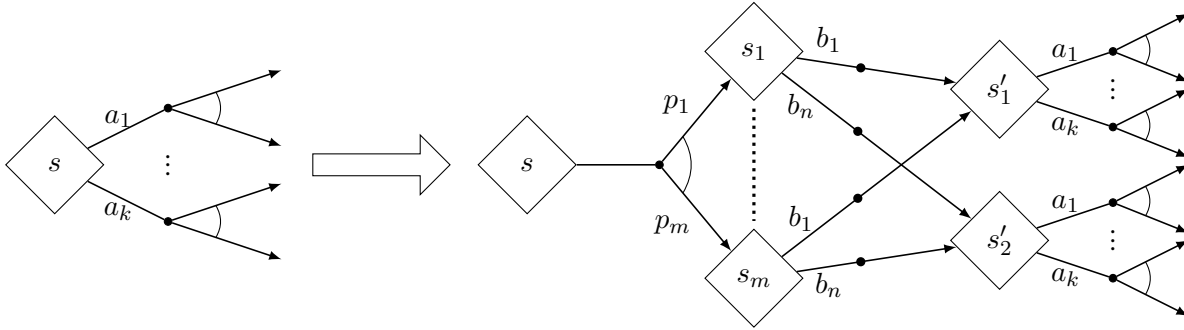 s
a₁
⋮
aₖ
s
p₁
pₘ
s₁
sₘ
b₁
bₙ
b₁
bₙ
s′₁
s′₂
a₁
⋮
aₖ
a₁
⋮
aₖ